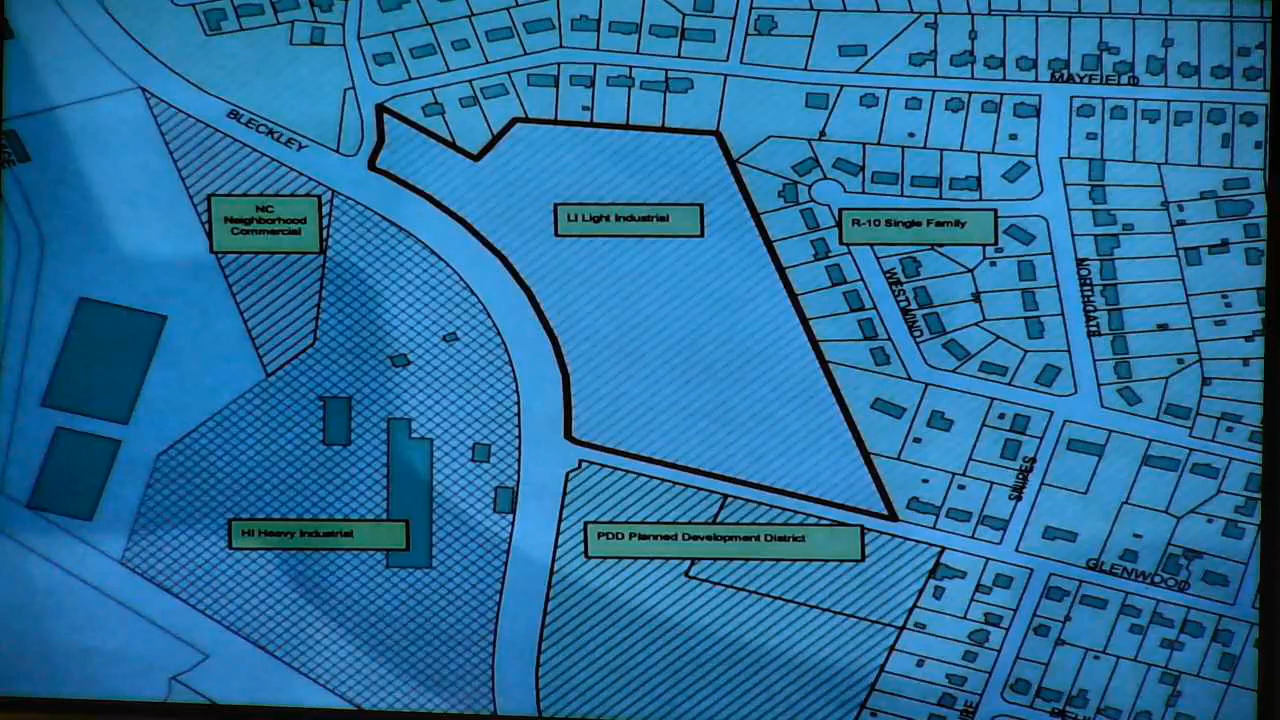 MAYFIELD
BLECKLEY
NC
Neighborhood
Commercial
LI Light Industrial
R-10 Single Family
WESTWIND
NORTHGATE
SNIPES
HI Heavy Industrial
PDD Planned Development District
GLENWOOD